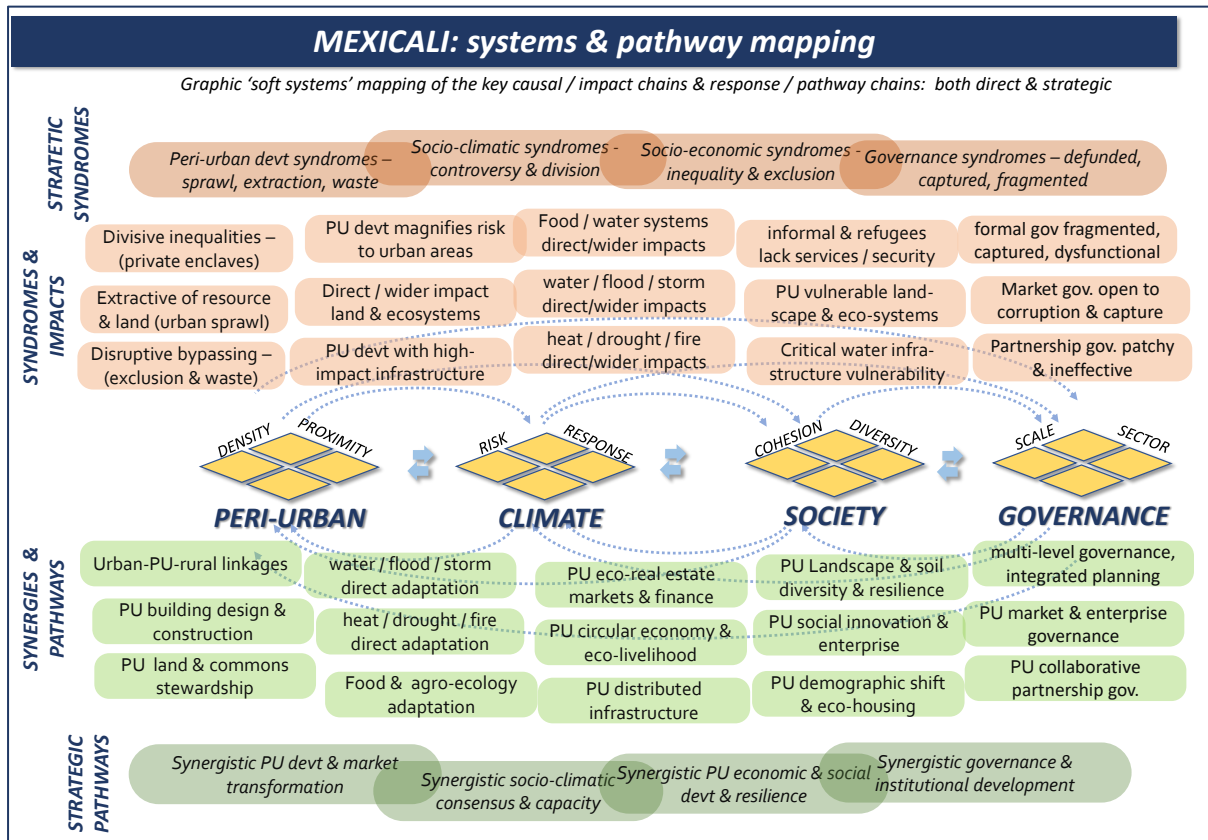 MEXICALI: systems & pathway mapping
Graphic ‘soft systems’ mapping of the key causal / impact chains & response / pathway chains: both direct & strategic
STRATETIC
SYNDROMES
Peri-urban devt syndromes –
sprawl, extraction, waste
Socio-climatic syndromes -
controversy & division
Socio-economic syndromes -
inequality & exclusion
Governance syndromes – defunded,
captured, fragmented
SYNDROMES &
IMPACTS
Divisive inequalities –
(private enclaves)
PU devt magnifies risk
to urban areas
Food / water systems
direct/wider impacts
informal & refugees
lack services / security
formal gov fragmented,
captured, dysfunctional
Extractive of resource
& land (urban sprawl)
Direct / wider impact
land & ecosystems
water / flood / storm
direct/wider impacts
PU vulnerable land-
scape & eco-systems
Market gov. open to
corruption & capture
Disruptive bypassing –
(exclusion & waste)
PU devt with high-
impact infrastructure
heat / drought / fire
direct/wider impacts
Critical water infra-
structure vulnerability
Partnership gov. patchy
& ineffective
DENSITY
PROXIMITY
RISK
RESPONSE
COHESION
DIVERSITY
SCALE
SECTOR
PERI-URBAN
CLIMATE
SOCIETY
GOVERNANCE
SYNERGIES &
PATHWAYS
Urban-PU-rural linkages
water / flood / storm
direct adaptation
PU eco-real estate
markets & finance
PU Landscape & soil
diversity & resilience
multi-level governance,
integrated planning
PU building design &
construction
heat / drought / fire
direct adaptation
PU circular economy &
eco-livelihood
PU social innovation &
enterprise
PU market & enterprise
governance
PU land & commons
stewardship
Food & agro-ecology
adaptation
PU distributed
infrastructure
PU demographic shift
& eco-housing
PU collaborative
partnership gov.
STRATEGIC
PATHWAYS
Synergistic PU devt & market
transformation
Synergistic socio-climatic
consensus & capacity
Synergistic PU economic & social
devt & resilience
Synergistic governance &
institutional development